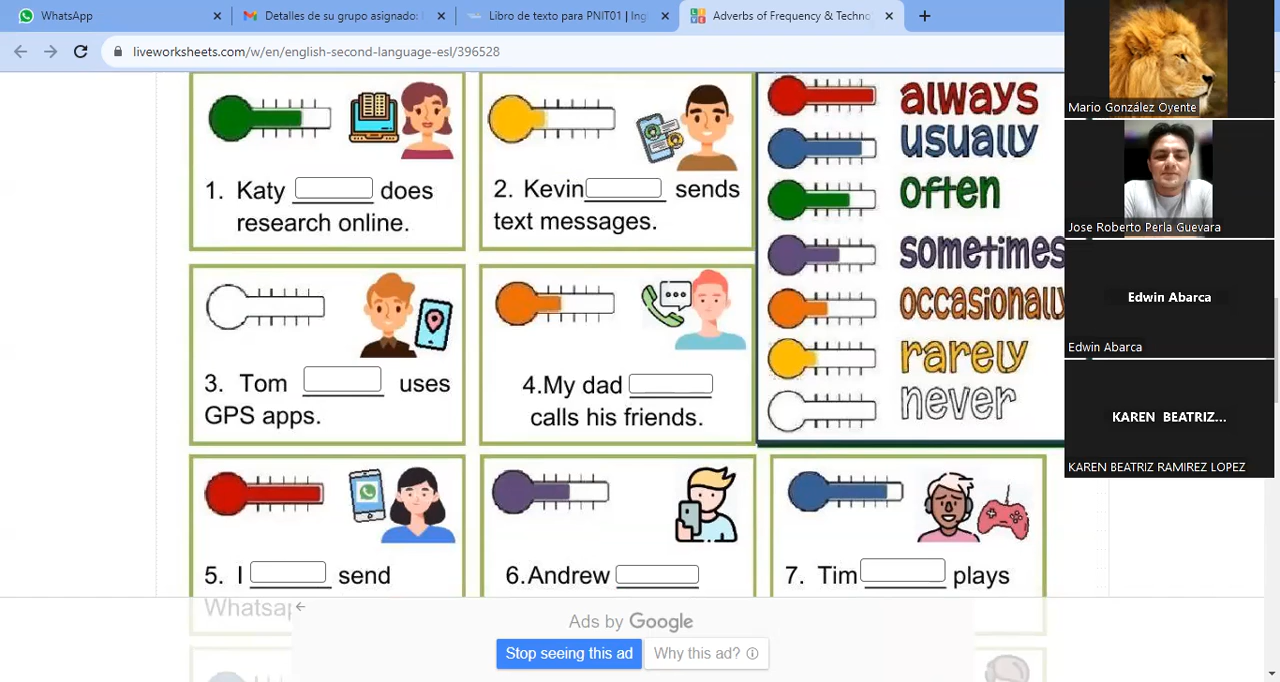 WhatsApp
Detalles de su grupo asignado:
Libro de texto para PNIT01 | Ing
Adverbs of Frequency & Techno
liveworksheets.com/w/en/english-second-language-esl/396528
1. Katy does
research online.
2. Kevin sends
text messages.
always
usually
often
sometimes
occasionally
rarely
never
3. Tom uses
GPS apps.
4.My dad
calls his friends.
5. I send
Whatsap
6.Andrew
7. Tim plays
Ads by Google
Stop seeing this ad
Why this ad?
Mario González Oyente
Jose Roberto Perla Guevara
Edwin Abarca
Edwin Abarca
KAREN BEATRIZ...
KAREN BEATRIZ RAMIREZ LOPEZ